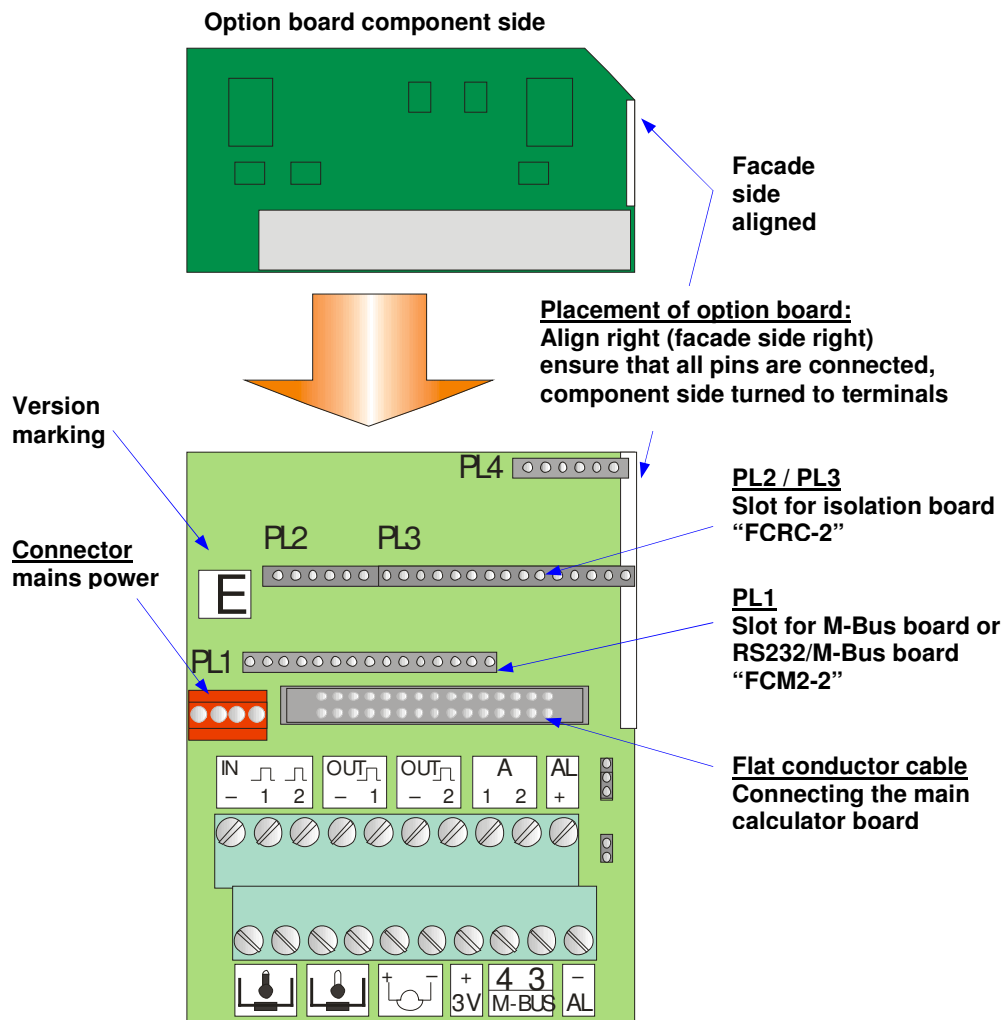 Option board component side
Facade
side
aligned
Placement of option board:
Align right (facade side right)
ensure that all pins are connected,
component side turned to terminals
Version
marking
PL4
PL2 / PL3
Slot for isolation board
“FCRC-2”
PL2 PL3
Connector
mains power
E
PL1
Slot for M-Bus board or
RS232/M-Bus board
“FCM2-2”
PL1
Flat conductor cable
Connecting the main
calculator board
IN OUT OUT A AL
– 1 2 – 1 – 2 1 2 +
+ – + 4 3 –
3V M-BUS AL